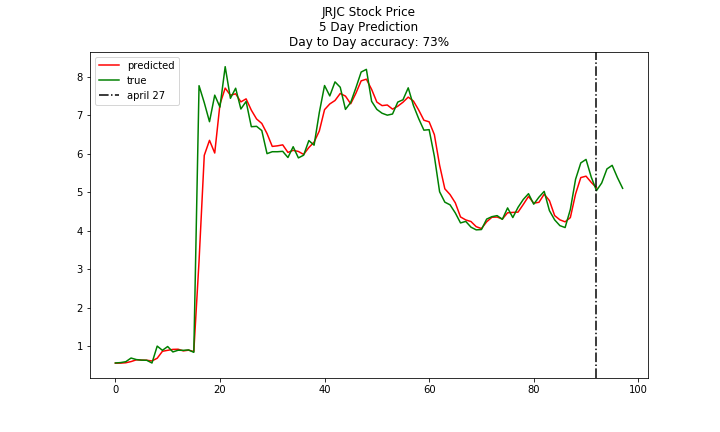 JRJC Stock Price
5 Day Prediction
Day to Day accuracy: 73%
predicted
true
april 27
8
7
6
5
4
3
2
1
0
20
40
60
80
100